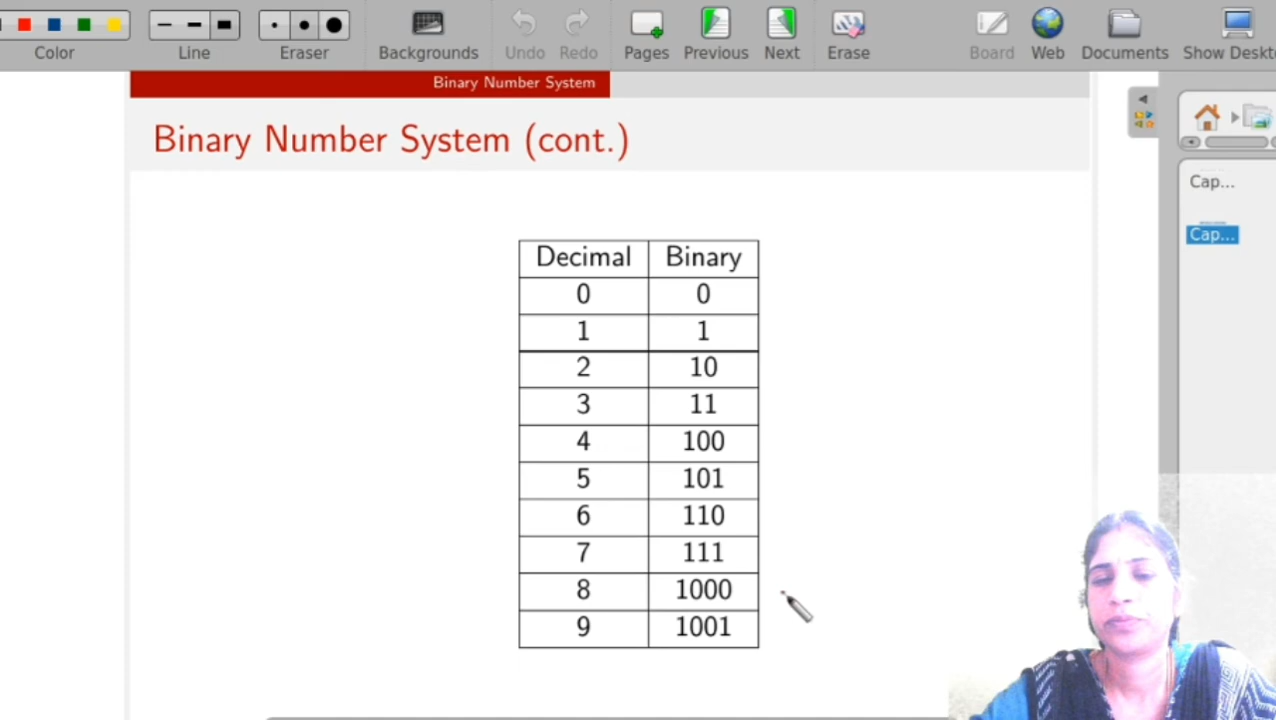 Color
Line
Eraser
Backgrounds
Undo
Redo
Pages
Previous
Next
Erase
Board
Web
Documents
Show Deskto
Binary Number System
Binary Number System (cont.)
Cap...
Cap...
Decimal Binary
0 0
1 1
2 10
3 11
4 100
5 101
6 110
7 111
8 1000
9 1001